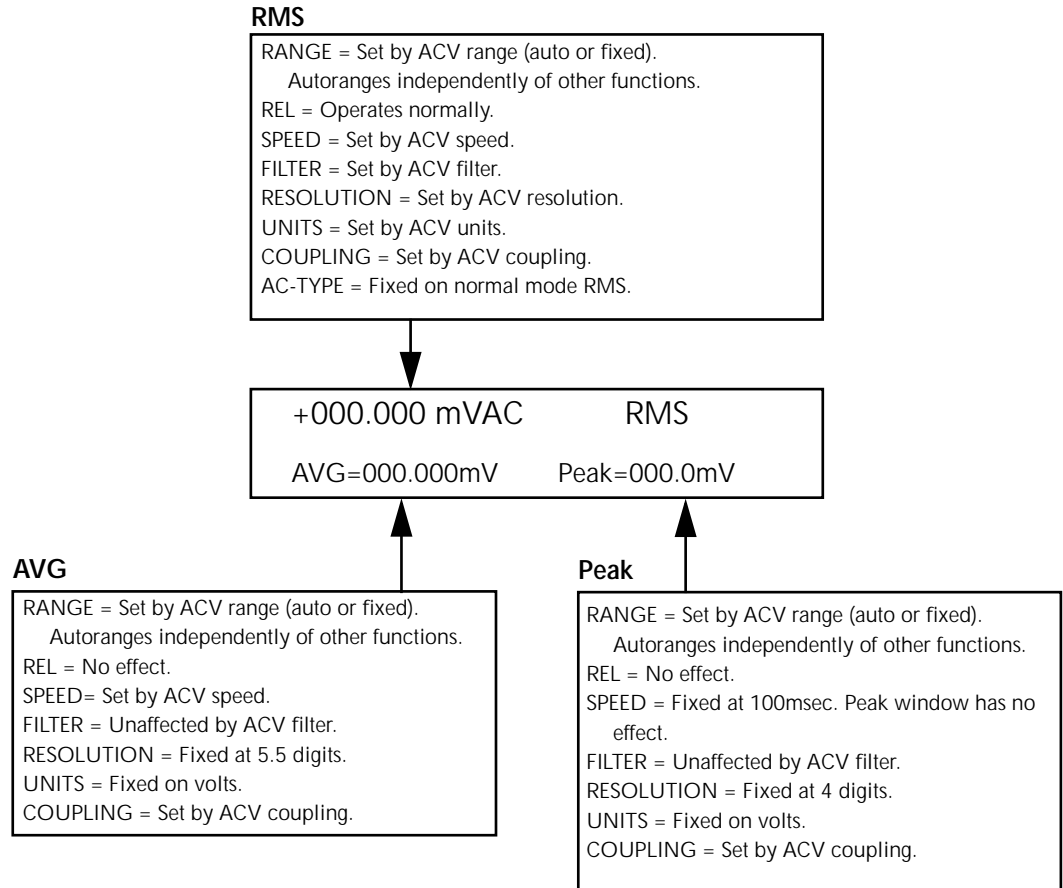 RMS
RANGE = Set by ACV range (auto or fixed).
Autoranges independently of other functions.
REL = Operates normally.
SPEED = Set by ACV speed.
FILTER = Set by ACV filter.
RESOLUTION = Set by ACV resolution.
UNITS = Set by ACV units.
COUPLING = Set by ACV coupling.
AC-TYPE = Fixed on normal mode RMS.
+000.000 mVAC RMS
AVG=000.000mV Peak=000.0mV
AVG
RANGE = Set by ACV range (auto or fixed).
Autoranges independently of other functions.
REL = No effect.
SPEED= Set by ACV speed.
FILTER = Unaffected by ACV filter.
RESOLUTION = Fixed at 5.5 digits.
UNITS = Fixed on volts.
COUPLING = Set by ACV coupling.
Peak
RANGE = Set by ACV range (auto or fixed).
Autoranges independently of other functions.
REL = No effect.
SPEED = Fixed at 100msec. Peak window has no
effect.
FILTER = Unaffected by ACV filter.
RESOLUTION = Fixed at 4 digits.
UNITS = Fixed on volts.
COUPLING = Set by ACV coupling.